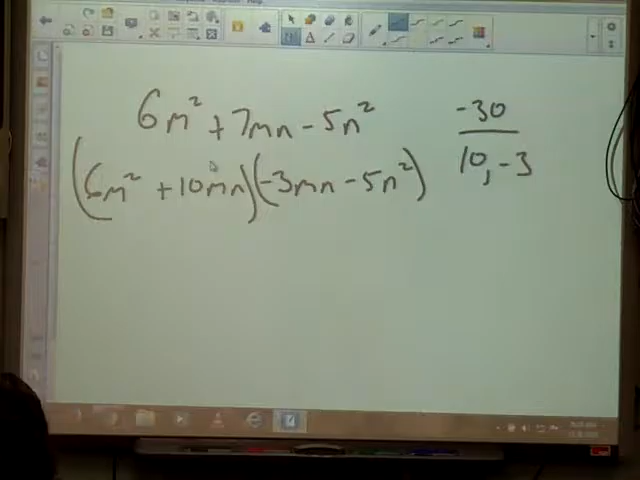 6m² + 7mn - 5n²
-30
10, -3
(6m² + 10mn)(-3mn - 5n²)